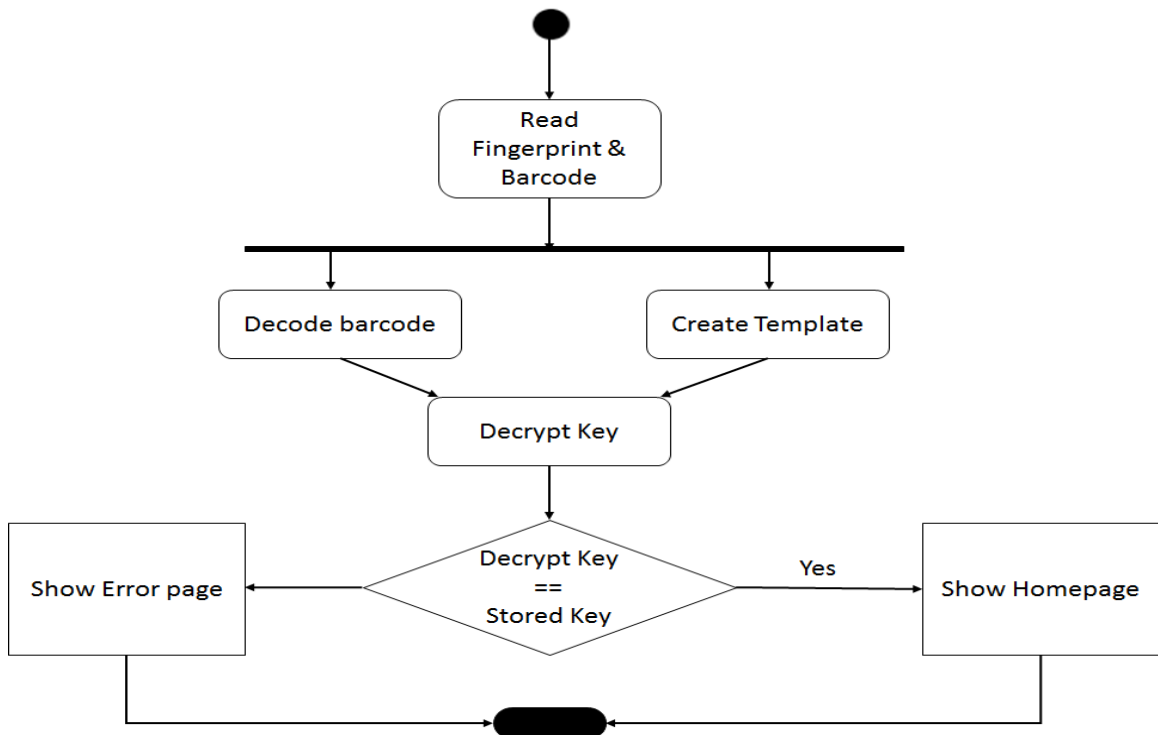 Read
Fingerprint &
Barcode
Decode barcode
Create Template
Decrypt Key
Decrypt Key
==
Stored Key
Show Error page
Yes
Show Homepage